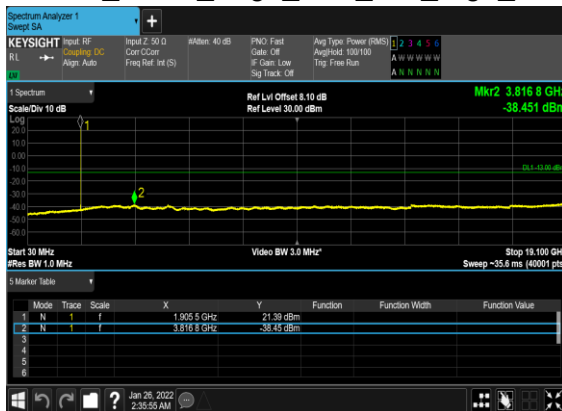 Spectrum Analyzer 1
Swept SA
KEYSIGHT Input: RF Input Z: 50 Ω #Atten: 40 dB PNO: Fast Avg Type: Power (RMS) 1 2 3 4 5 6
RL Coupling: DC Corr CCorr Gate: Off Avg|Hold: 100/100 A W W W W W
Align: Auto Freq Ref: Int (S) IF Gain: Low Trig: Free Run
Sig Track: Off A N N N N N
1 Spectrum
Ref Lvl Offset 8.10 dB Mkr2 3.816 8 GHz
Scale/Div 10 dB Ref Level 30.00 dBm -38.451 dBm
Log
20.0 1
10.0
0.00
-10.0 DL1 -13.00 dBm
-20.0
-30.0 2
-40.0
-50.0
-60.0
Start 30 MHz Video BW 3.0 MHz* Stop 19.100 GHz
#Res BW 1.0 MHz Sweep ~35.6 ms (40001 pts)
5 Marker Table
Mode Trace Scale X Y Function Function Width Function Value
1 N 1 f 1.905 5 GHz 21.39 dBm
2 N 1 f 3.816 8 GHz -38.45 dBm
3
4
5
6
? Jan 26, 2022
2:35:55 AM